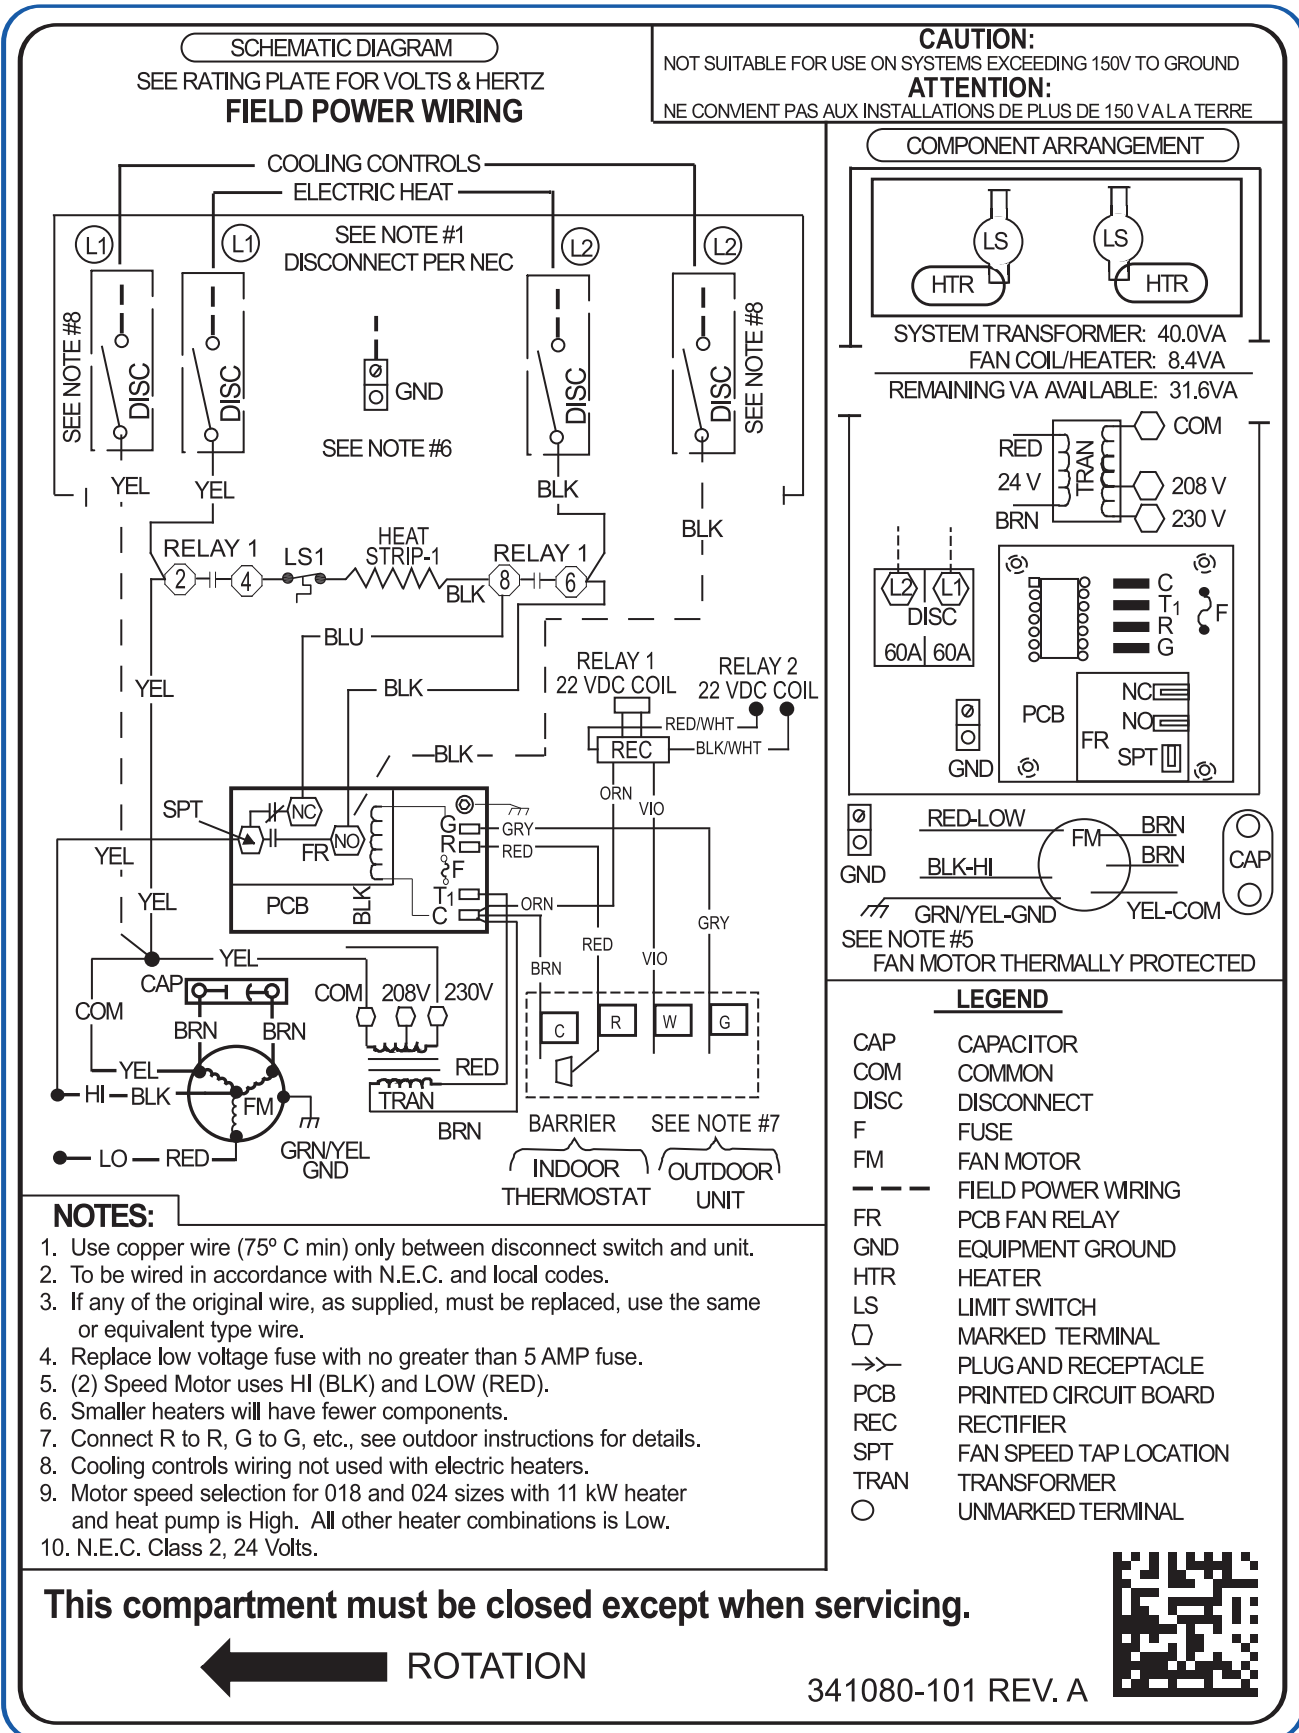 SCHEMATIC DIAGRAM
SEE RATING PLATE FOR VOLTS & HERTZ
FIELD POWER WIRING
CAUTION:
NOT SUITABLE FOR USE ON SYSTEMS EXCEEDING 150V TO GROUND
ATTENTION:
NE CONVIENT PAS AUX INSTALLATIONS DE PLUS DE 150 V A LA TERRE
COOLING CONTROLS
ELECTRIC HEAT
L1
L1
SEE NOTE #1
DISCONNECT PER NEC
L2
L2
SEE NOTE #8
DISC
DISC
GND
DISC
DISC
SEE NOTE #8
SEE NOTE #6
YEL
YEL
BLK
BLK
RELAY 1
LS1
HEAT
STRIP-1
RELAY 1
2
4
8
6
BLK
BLU
YEL
BLK
RELAY 1
22 VDC COIL
RELAY 2
22 VDC COIL
RED/WHT
REC
BLK/WHT
BLK
ORN
VIO
SPT
NC
NO
FR
G
R
F
T1
C
GRY
RED
ORN
YEL
YEL
PCB
BLK
GRY
RED
VIO
BRN
YEL
CAP
COM
COM
208V
230V
BRN
BRN
C
R
W
G
YEL
HI
BLK
FM
RED
TRAN
BRN
GRN/YEL
GND
LO
RED
BARRIER
SEE NOTE #7
INDOOR
THERMOSTAT
OUTDOOR
UNIT
COMPONENT ARRANGEMENT
LS
LS
HTR
HTR
SYSTEM TRANSFORMER: 40.0VA
FAN COIL/HEATER: 8.4VA
REMAINING VA AVAILABLE: 31.6VA
COM
RED
24 V
TRAN
208 V
BRN
230 V
L2
L1
DISC
60A
60A
C
T1
R
G
F
GND
PCB
NC
NO
FR
SPT
RED-LOW
BRN
FM
BRN
CAP
GND
BLK-HI
GRN/YEL-GND
YEL-COM
SEE NOTE #5
FAN MOTOR THERMALLY PROTECTED
LEGEND
CAP CAPACITOR
COM COMMON
DISC DISCONNECT
F FUSE
FM FAN MOTOR
FIELD POWER WIRING
FR PCB FAN RELAY
GND EQUIPMENT GROUND
HTR HEATER
LS LIMIT SWITCH
MARKED TERMINAL
PLUG AND RECEPTACLE
PCB PRINTED CIRCUIT BOARD
REC RECTIFIER
SPT FAN SPEED TAP LOCATION
TRAN TRANSFORMER
UNMARKED TERMINAL
NOTES:
1. Use copper wire (75º C min) only between disconnect switch and unit.
2. To be wired in accordance with N.E.C. and local codes.
3. If any of the original wire, as supplied, must be replaced, use the same
or equivalent type wire.
4. Replace low voltage fuse with no greater than 5 AMP fuse.
5. (2) Speed Motor uses HI (BLK) and LOW (RED).
6. Smaller heaters will have fewer components.
7. Connect R to R, G to G, etc., see outdoor instructions for details.
8. Cooling controls wiring not used with electric heaters.
9. Motor speed selection for 018 and 024 sizes with 11 kW heater
and heat pump is High. All other heater combinations is Low.
10. N.E.C. Class 2, 24 Volts.
This compartment must be closed except when servicing.
ROTATION
341080-101 REV. A